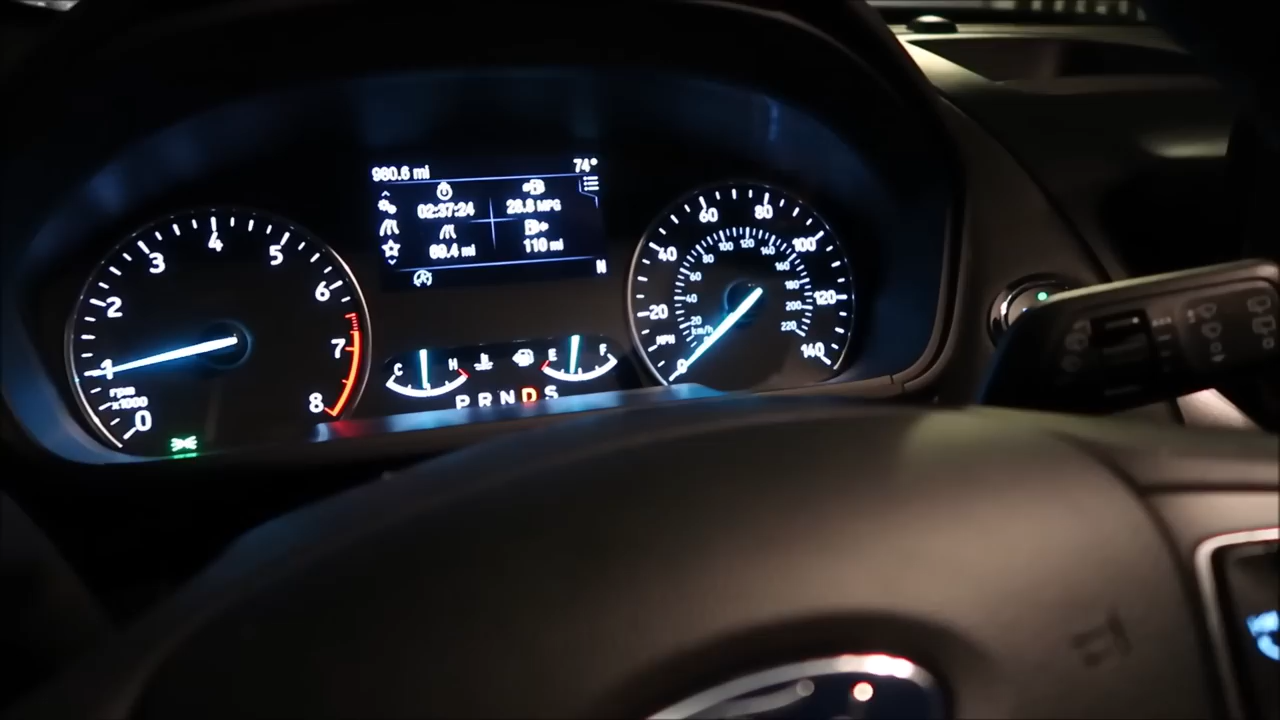 980.6 mi 74°
02:37:24 28.8 MPG
69.4 mi 110 mi
N
0 1 2 3 4 5 6 7 8
rpm
x1000
C H E F
P R N D S
0 20 40 60 80 100 120 140
MPH
20 40 60 80 100 120 140 160 180 200 220
km/h